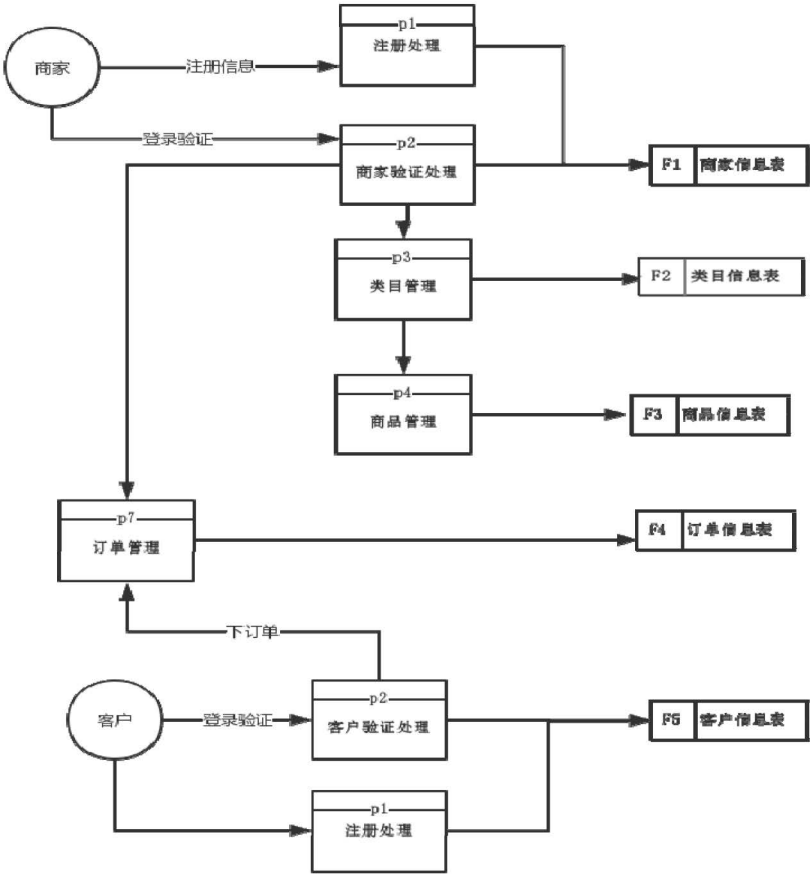 p1
注册处理
商家
注册信息
登录验证
p2
商家验证处理
F1 商家信息表
p3
类目管理
F2 类目信息表
p4
商品管理
F3 商品信息表
p7
订单管理
F4 订单信息表
下订单
客户
登录验证
p2
客户验证处理
F5 客户信息表
p1
注册处理